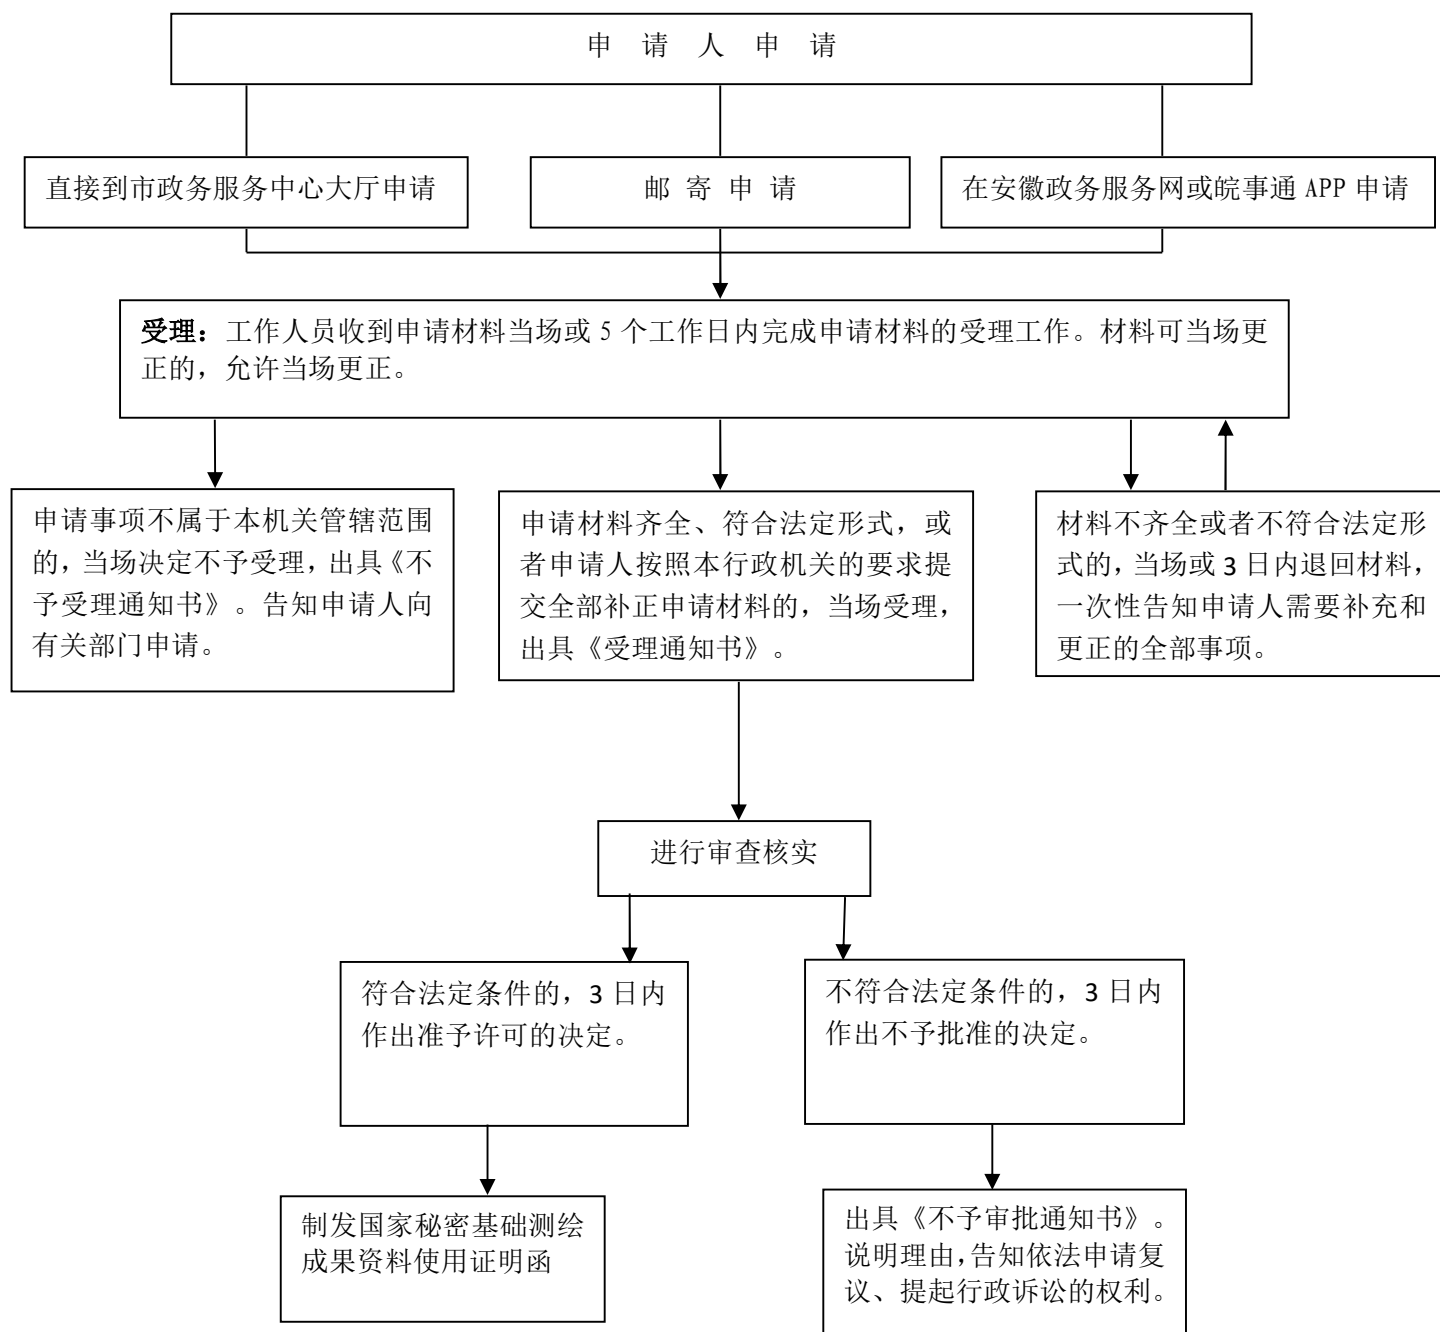 申 请 人 申 请
直接到市政务服务中心大厅申请
邮 寄 申 请
在安徽政务服务网或皖事通 APP 申请
受理：工作人员收到申请材料当场或 5 个工作日内完成申请材料的受理工作。材料可当场更
正的，允许当场更正。
申请事项不属于本机关管辖范围
的，当场决定不予受理，出具《不
予受理通知书》。告知申请人向
有关部门申请。
申请材料齐全、符合法定形式，或
者申请人按照本行政机关的要求提
交全部补正申请材料的，当场受理，
出具《受理通知书》。
材料不齐全或者不符合法定形
式的，当场或 3 日内退回材料，
一次性告知申请人需要补充和
更正的全部事项。
进行审查核实
符合法定条件的，3 日内
作出准予许可的决定。
不符合法定条件的，3 日内
作出不予批准的决定。
制发国家秘密基础测绘
成果资料使用证明函
出具《不予审批通知书》。
说明理由，告知依法申请复
议、提起行政诉讼的权利。